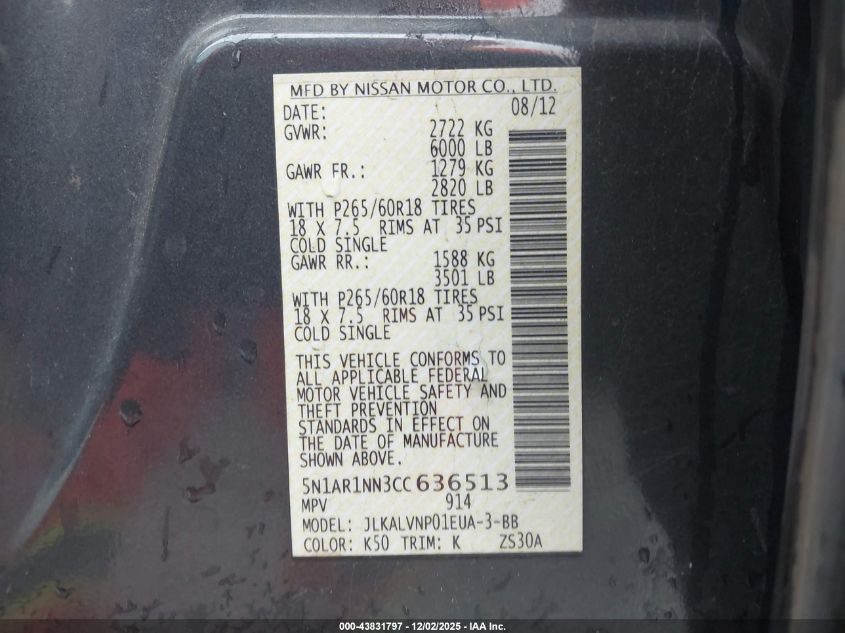 MFD BY NISSAN MOTOR CO., LTD.
DATE: 08/12
GVWR: 2722 KG
6000 LB
GAWR FR.: 1279 KG
2820 LB
WITH P265/60R18 TIRES
18 X 7.5 RIMS AT 35 PSI
COLD SINGLE
GAWR RR.: 1588 KG
3501 LB
WITH P265/60R18 TIRES
18 X 7.5 RIMS AT 35 PSI
COLD SINGLE
THIS VEHICLE CONFORMS TO
ALL APPLICABLE FEDERAL
MOTOR VEHICLE SAFETY AND
THEFT PREVENTION
STANDARDS IN EFFECT ON
THE DATE OF MANUFACTURE
SHOWN ABOVE.
5N1AR1NN3CC636513
MPV 914
MODEL: JLKALVNP01EUA-3-BB
COLOR: K50 TRIM: K ZS30A
000-43831797 - 12/02/2025 - IAA Inc.